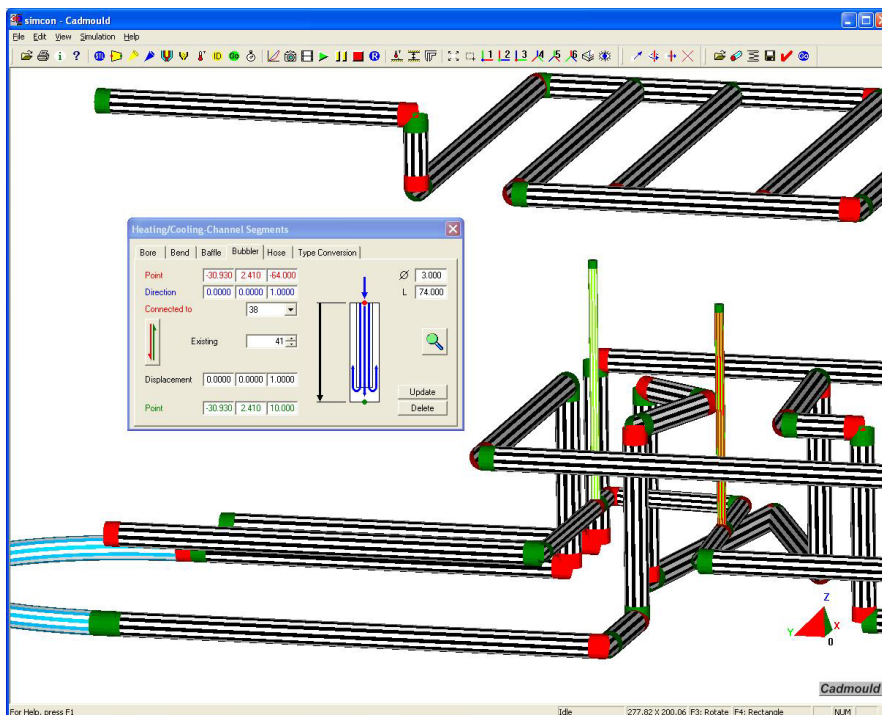 simcon - Cadmould
File Edit View Simulation Help
Heating/Cooling-Channel Segments
Bore Bend Baffle Bubbler Hose Type Conversion
Point -30.930 2.410 -64.000 Ø 3.000
Direction 0.0000 0.0000 1.0000 L 74.000
Connected to 38
Existing 41
Displacement 0.0000 0.0000 1.0000
Update
Point -30.930 2.410 10.000
Delete
Z
Y X
0
Cadmould
For Help, press F1 Idle 277.82 X 200.06 F3: Rotate F4: Rectangle NUM